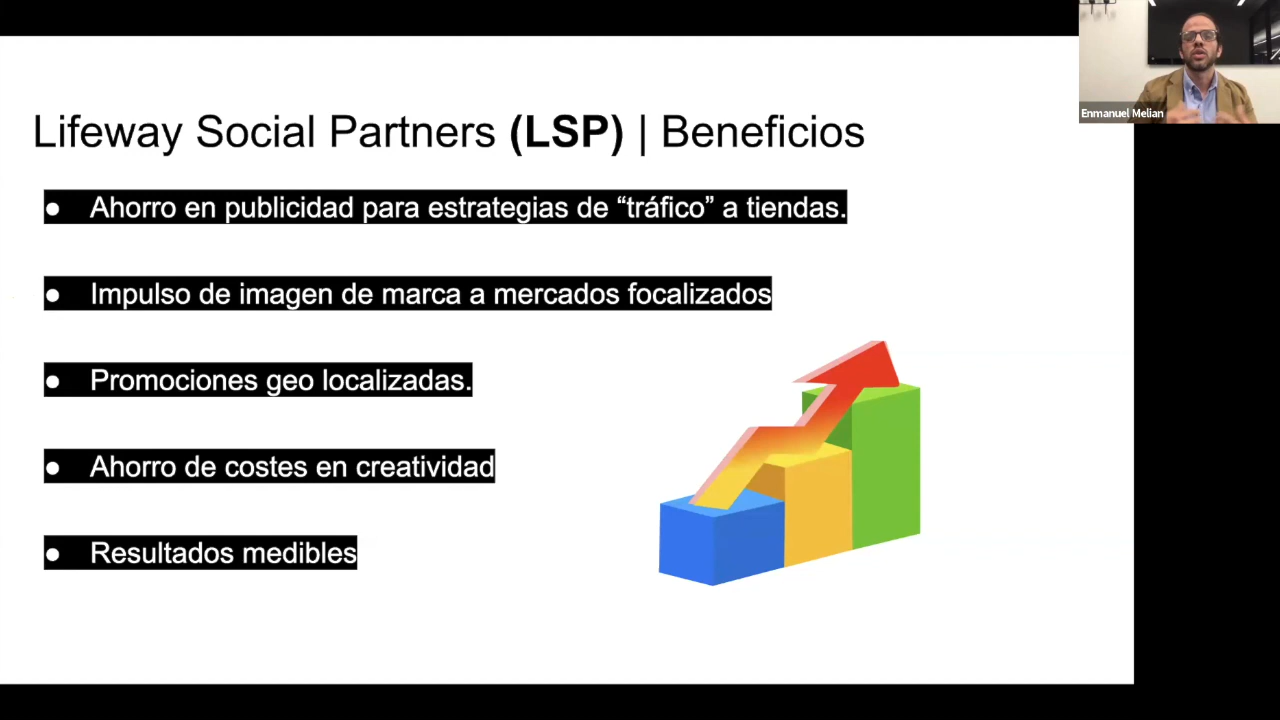 Lifeway Social Partners (LSP) | Beneficios
● Ahorro en publicidad para estrategias de “tráfico” a tiendas.
● Impulso de imagen de marca a mercados focalizados
● Promociones geo localizadas.
● Ahorro de costes en creatividad
● Resultados medibles
Enmanuel Melian